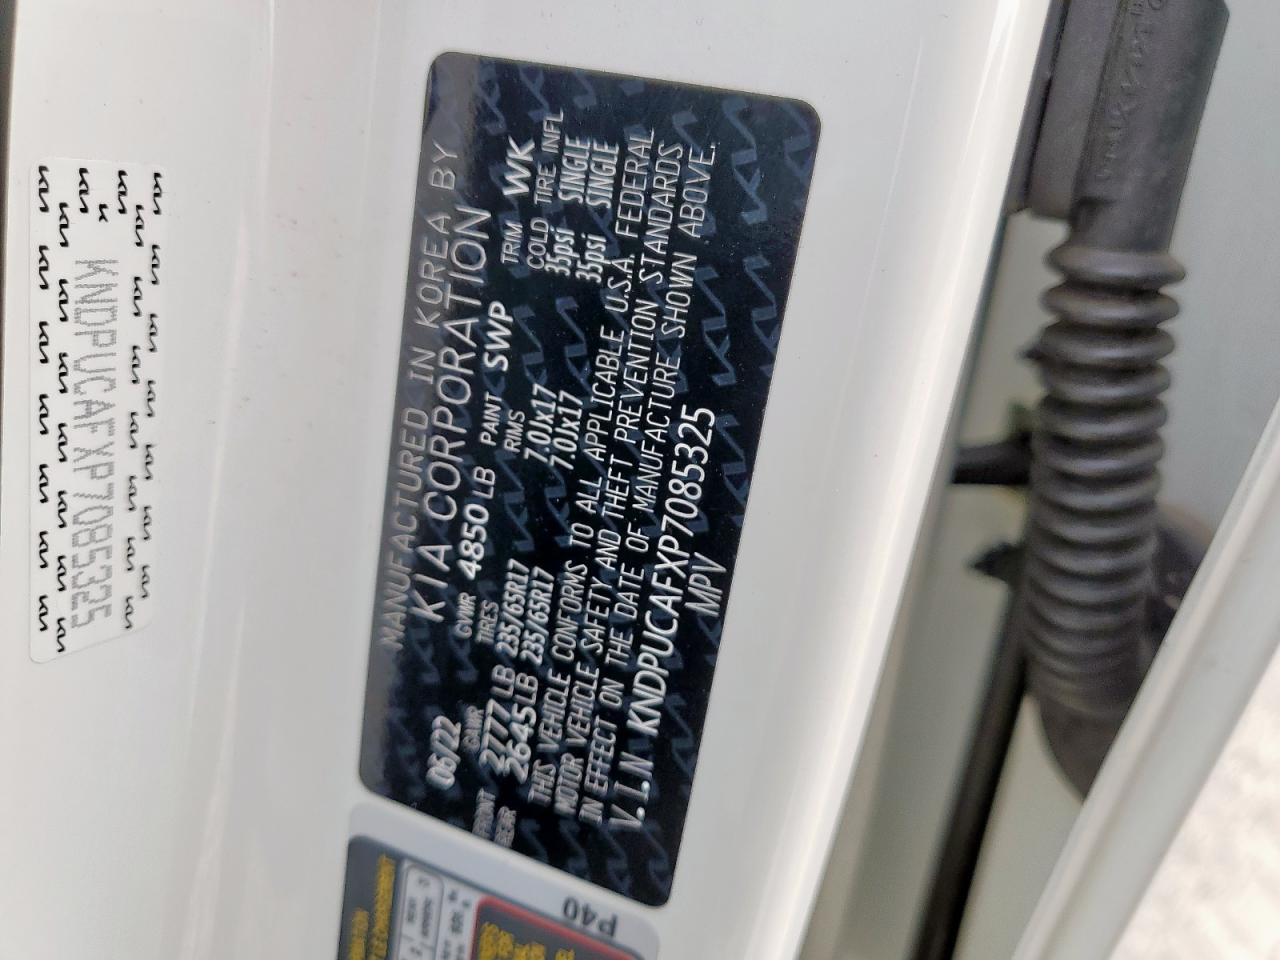 MANUFACTURED IN KOREA BY
KIA CORPORATION
06/22 GVWR 4850 LB PAINT SWP TRIM WK
GAWR TIRES RIMS COLD TIRE INFL
FRONT 2777 LB 235/65R17 7.0Jx17 35psi SINGLE
REAR 2645 LB 235/65R17 7.0Jx17 35psi SINGLE
THIS VEHICLE CONFORMS TO ALL APPLICABLE U.S.A. FEDERAL
MOTOR VEHICLE SAFETY AND THEFT PREVENTION STANDARDS
IN EFFECT ON THE DATE OF MANUFACTURE SHOWN ABOVE.
V.I.N KNDPUCAFXP7085325
MPV
KNDPUCAFXP7085325
P40